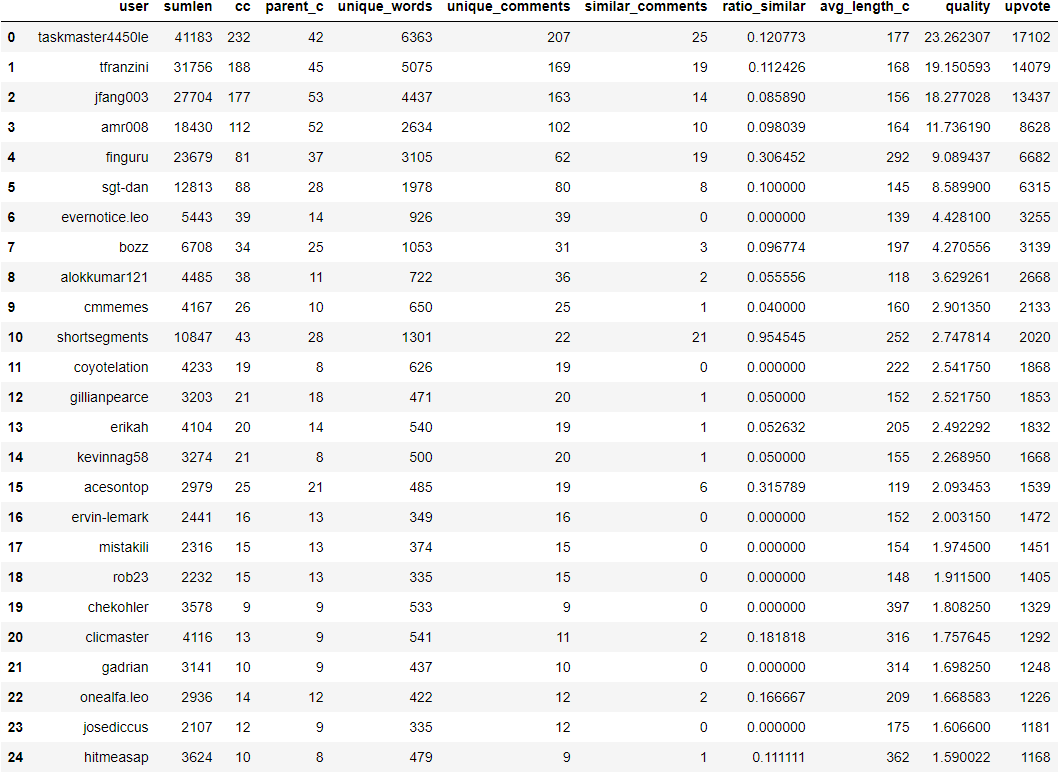 user sumlen cc parent_c unique_words unique_comments similar_comments ratio_similar avg_length_c quality upvote
0 taskmaster4450le 41183 232 42 6363 207 25 0.120773 177 23.262307 17102
1 tfranzini 31756 188 45 5075 169 19 0.112426 168 19.150593 14079
2 jfang003 27704 177 53 4437 163 14 0.085890 156 18.277028 13437
3 amr008 18430 112 52 2634 102 10 0.098039 164 11.736190 8628
4 finguru 23679 81 37 3105 62 19 0.306452 292 9.089437 6682
5 sgt-dan 12813 88 28 1978 80 8 0.100000 145 8.589900 6315
6 evernotice.leo 5443 39 14 926 39 0 0.000000 139 4.428100 3255
7 bozz 6708 34 25 1053 31 3 0.096774 197 4.270556 3139
8 alokkumar121 4485 38 11 722 36 2 0.055556 118 3.629261 2668
9 cmmemes 4167 26 10 650 25 1 0.040000 160 2.901350 2133
10 shortsegments 10847 43 28 1301 22 21 0.954545 252 2.747814 2020
11 coyotelation 4233 19 8 626 19 0 0.000000 222 2.541750 1868
12 gillianpearce 3203 21 18 471 20 1 0.050000 152 2.521750 1853
13 erikah 4104 20 14 540 19 1 0.052632 205 2.492292 1832
14 kevinnag58 3274 21 8 500 20 1 0.050000 155 2.268950 1668
15 acesontop 2979 25 21 485 19 6 0.315789 119 2.093453 1539
16 ervin-lemark 2441 16 13 349 16 0 0.000000 152 2.003150 1472
17 mistakili 2316 15 13 374 15 0 0.000000 154 1.974500 1451
18 rob23 2232 15 13 335 15 0 0.000000 148 1.911500 1405
19 chekohler 3578 9 9 533 9 0 0.000000 397 1.808250 1329
20 clicmaster 4116 13 9 541 11 2 0.181818 316 1.757645 1292
21 gadrian 3141 10 9 437 10 0 0.000000 314 1.698250 1248
22 onealfa.leo 2936 14 12 422 12 2 0.166667 209 1.668583 1226
23 josediccus 2107 12 9 335 12 0 0.000000 175 1.606600 1181
24 hitmeasap 3624 10 8 479 9 1 0.111111 362 1.590022 1168